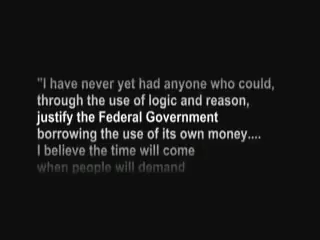 "I have never yet had anyone who could,
through the use of logic and reason,
justify the Federal Government
borrowing the use of its own money....
I believe the time will come
when people will demand